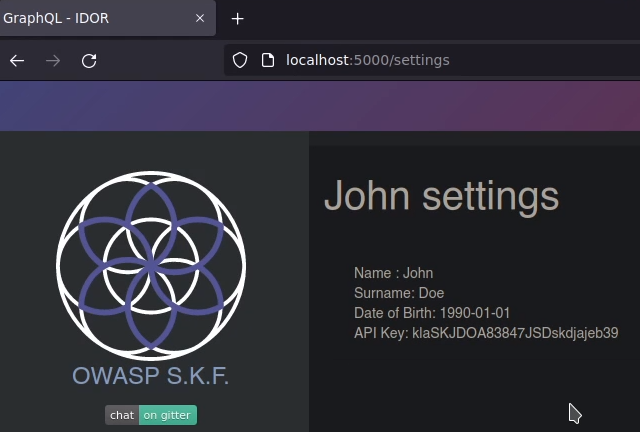 GraphQL - IDOR
localhost:5000/settings
John settings
Name : John
Surname: Doe
Date of Birth: 1990-01-01
API Key: klaSKJDOA83847JSDskdjajeb39
OWASP S.K.F.
chat on gitter